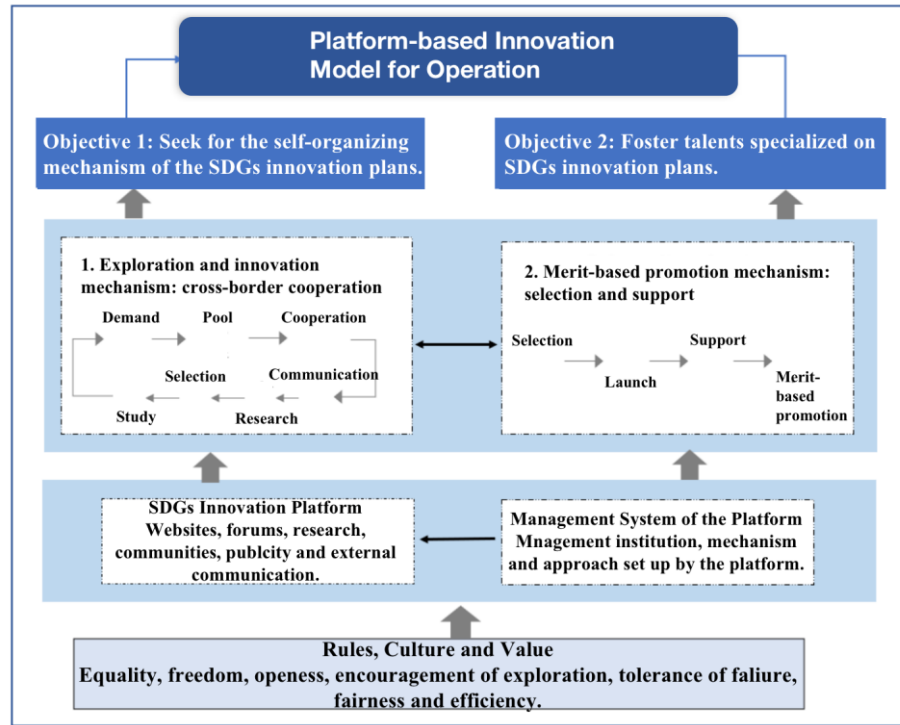 Platform-based Innovation
Model for Operation
Objective 1: Seek for the self-organizing
mechanism of the SDGs innovation plans.
Objective 2: Foster talents specialized on
SDGs innovation plans.
1. Exploration and innovation
mechanism: cross-border cooperation
Demand
Pool
Cooperation
Selection
Communication
Study
Research
2. Merit-based promotion mechanism:
selection and support
Selection
Support
Launch
Merit-
based
promotion
SDGs Innovation Platform
Websites, forums, research,
communities, publcity and external
communication.
Management System of the Platform
Mnagement institution, mechanism
and approach set up by the platform.
Rules, Culture and Value
Equality, freedom, openess, encouragement of exploration, tolerance of faliure,
fairness and efficiency.